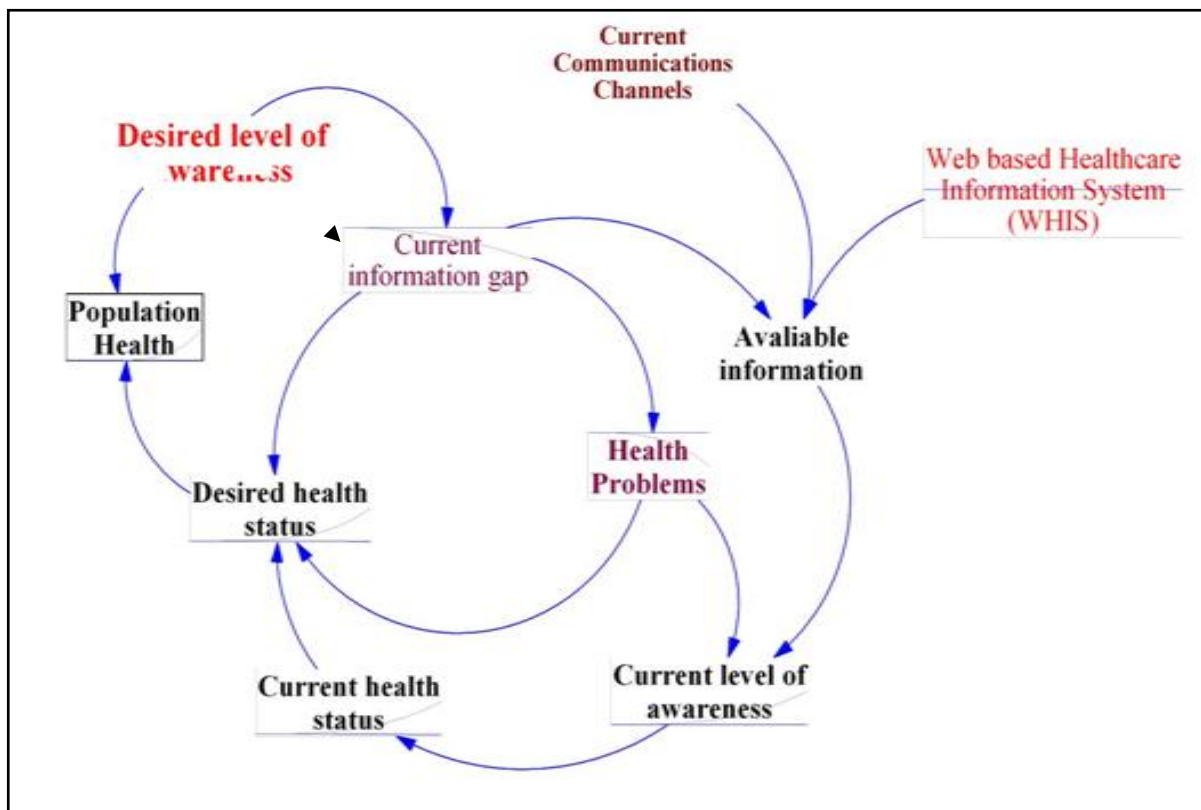 Current
Communications
Channels
Desired level of
wareness
Web based Healthcare
Information System
(WHIS)
Current
information gap
Population
Health
Avaliable
information
Health
Problems
Desired health
status
Current level of
awareness
Current health
status